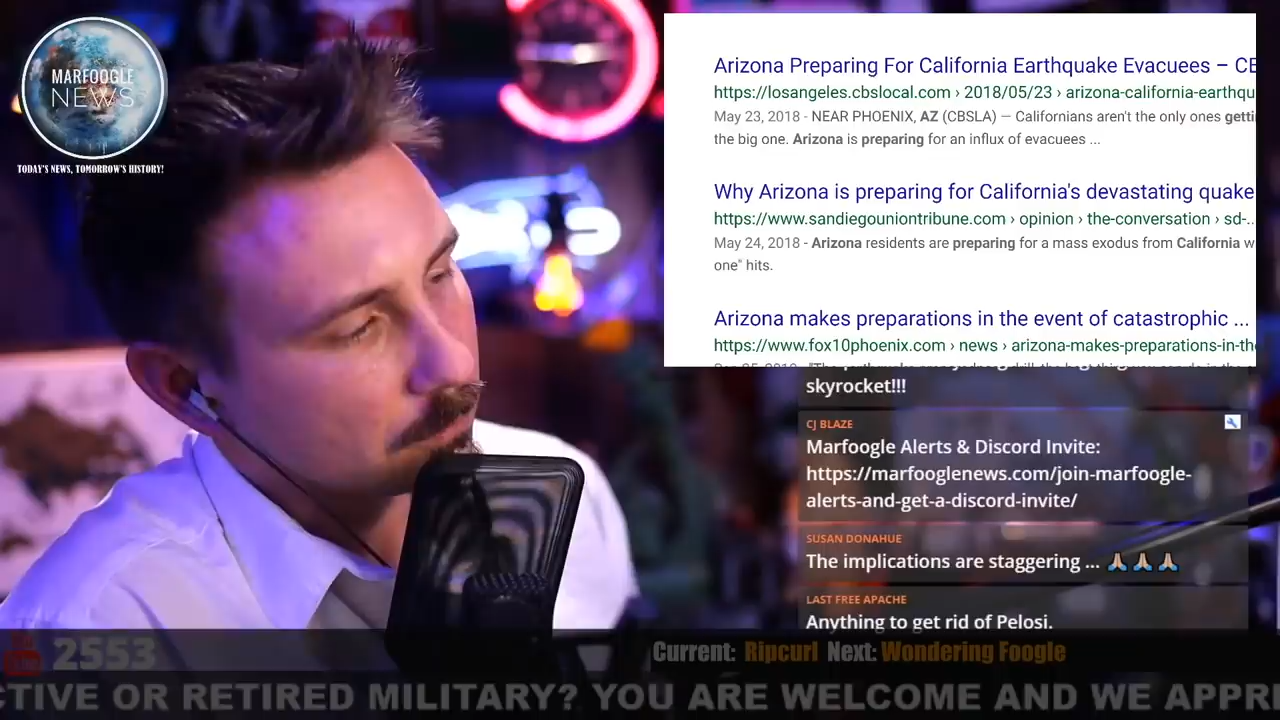 MARFOOGLE
NEWS
TODAY'S NEWS, TOMORROW'S HISTORY!
Arizona Preparing For California Earthquake Evacuees – CE
https://losangeles.cbslocal.com › 2018/05/23 › arizona-california-earthqu
May 23, 2018 - NEAR PHOENIX, AZ (CBSLA) — Californians aren't the only ones getti
the big one. Arizona is preparing for an influx of evacuees ...
Why Arizona is preparing for California's devastating quake
https://www.sandiegouniontribune.com › opinion › the-conversation › sd-...
May 24, 2018 - Arizona residents are preparing for a mass exodus from California w
one" hits.
Arizona makes preparations in the event of catastrophic ...
https://www.fox10phoenix.com › news › arizona-makes-preparations-in-the
skyrocket!!!
CJ BLAZE
Marfoogle Alerts & Discord Invite:
https://marfooglenews.com/join-marfoogle-
alerts-and-get-a-discord-invite/
SUSAN DONAHUE
The implications are staggering ... 🙏🏼🙏🏼🙏🏼
LAST FREE APACHE
Anything to get rid of Pelosi.
2553
Current: Ripcurl Next: Wondering Foogle
CTIVE OR RETIRED MILITARY? YOU ARE WELCOME AND WE APPRE